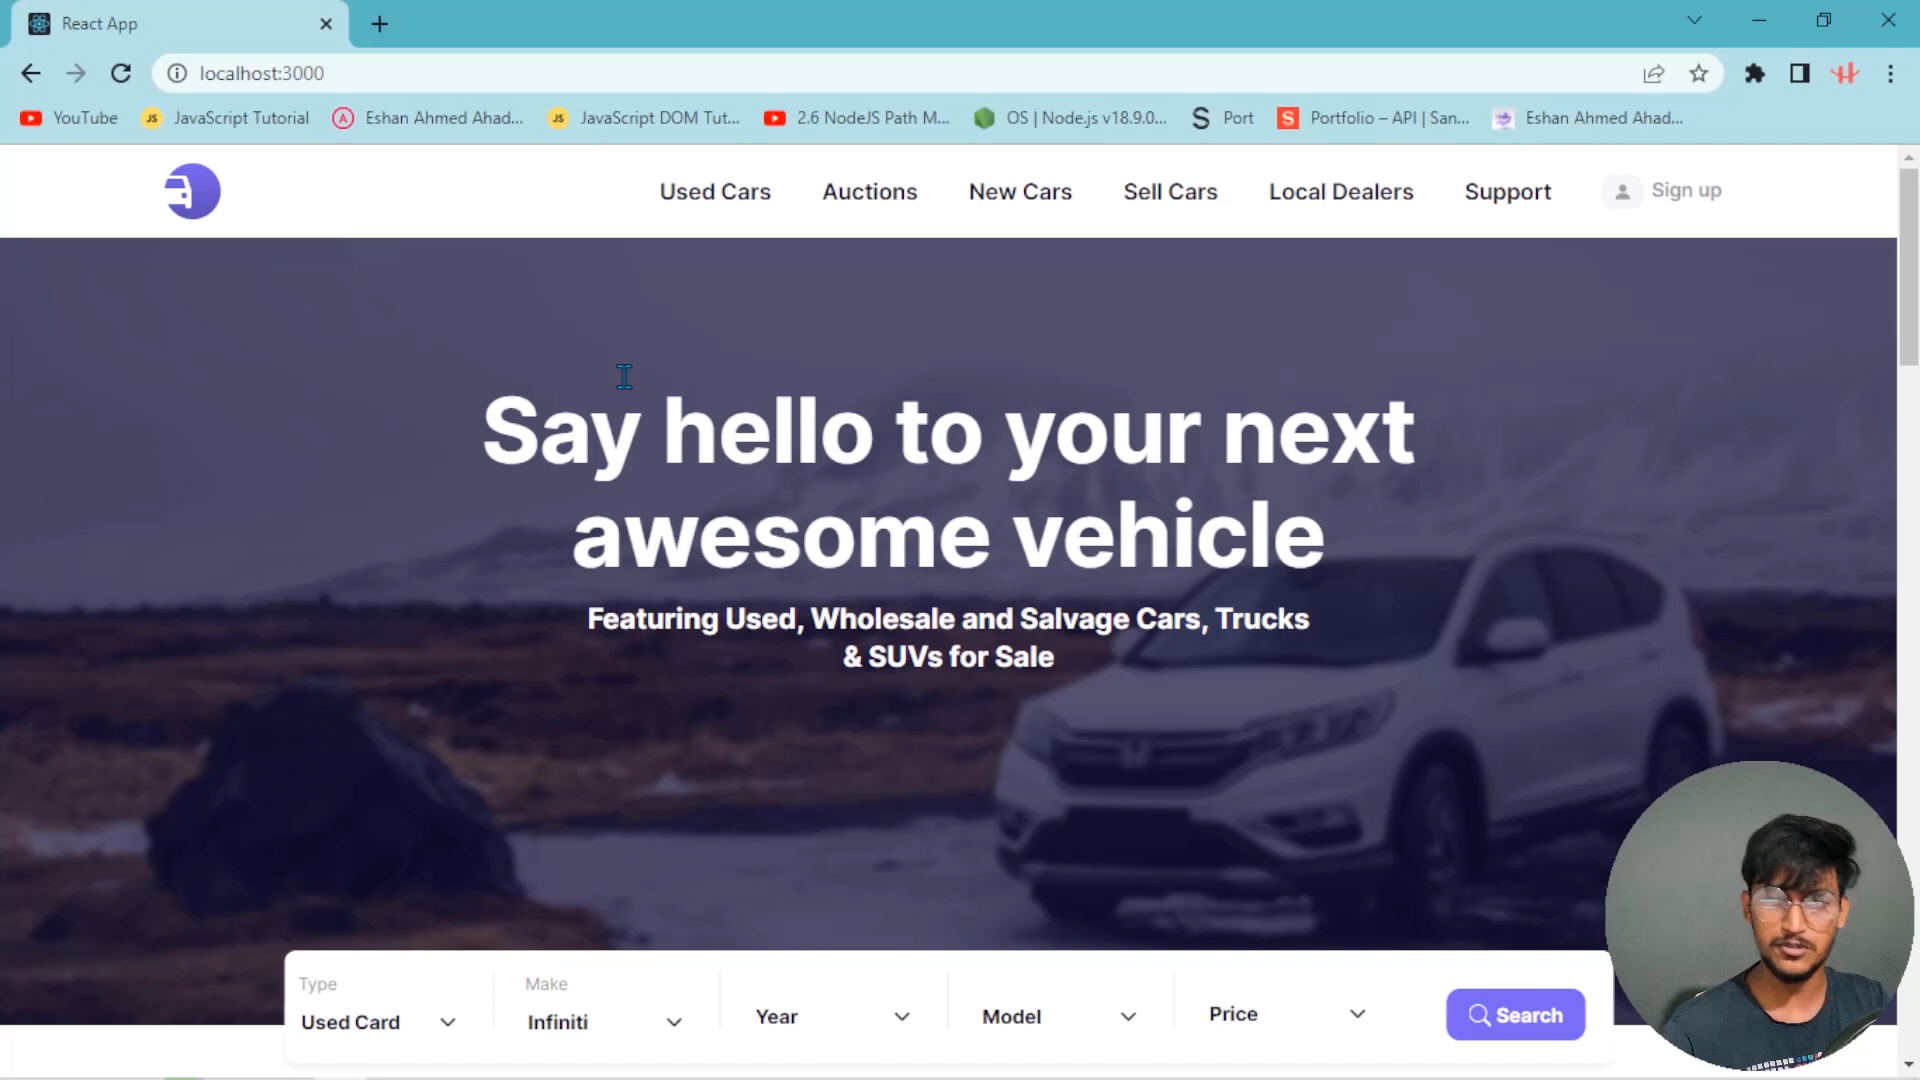 React App
localhost:3000
YouTube JS JavaScript Tutorial A Eshan Ahmed Ahad... JS JavaScript DOM Tut... 2.6 NodeJS Path M... OS | Node.js v18.9.0... S Port S Portfolio – API | San... Eshan Ahmed Ahad...
Used Cars Auctions New Cars Sell Cars Local Dealers Support Sign up
Say hello to your next
awesome vehicle
Featuring Used, Wholesale and Salvage Cars, Trucks
& SUVs for Sale
Type Make
Used Card Infiniti Year Model Price Search